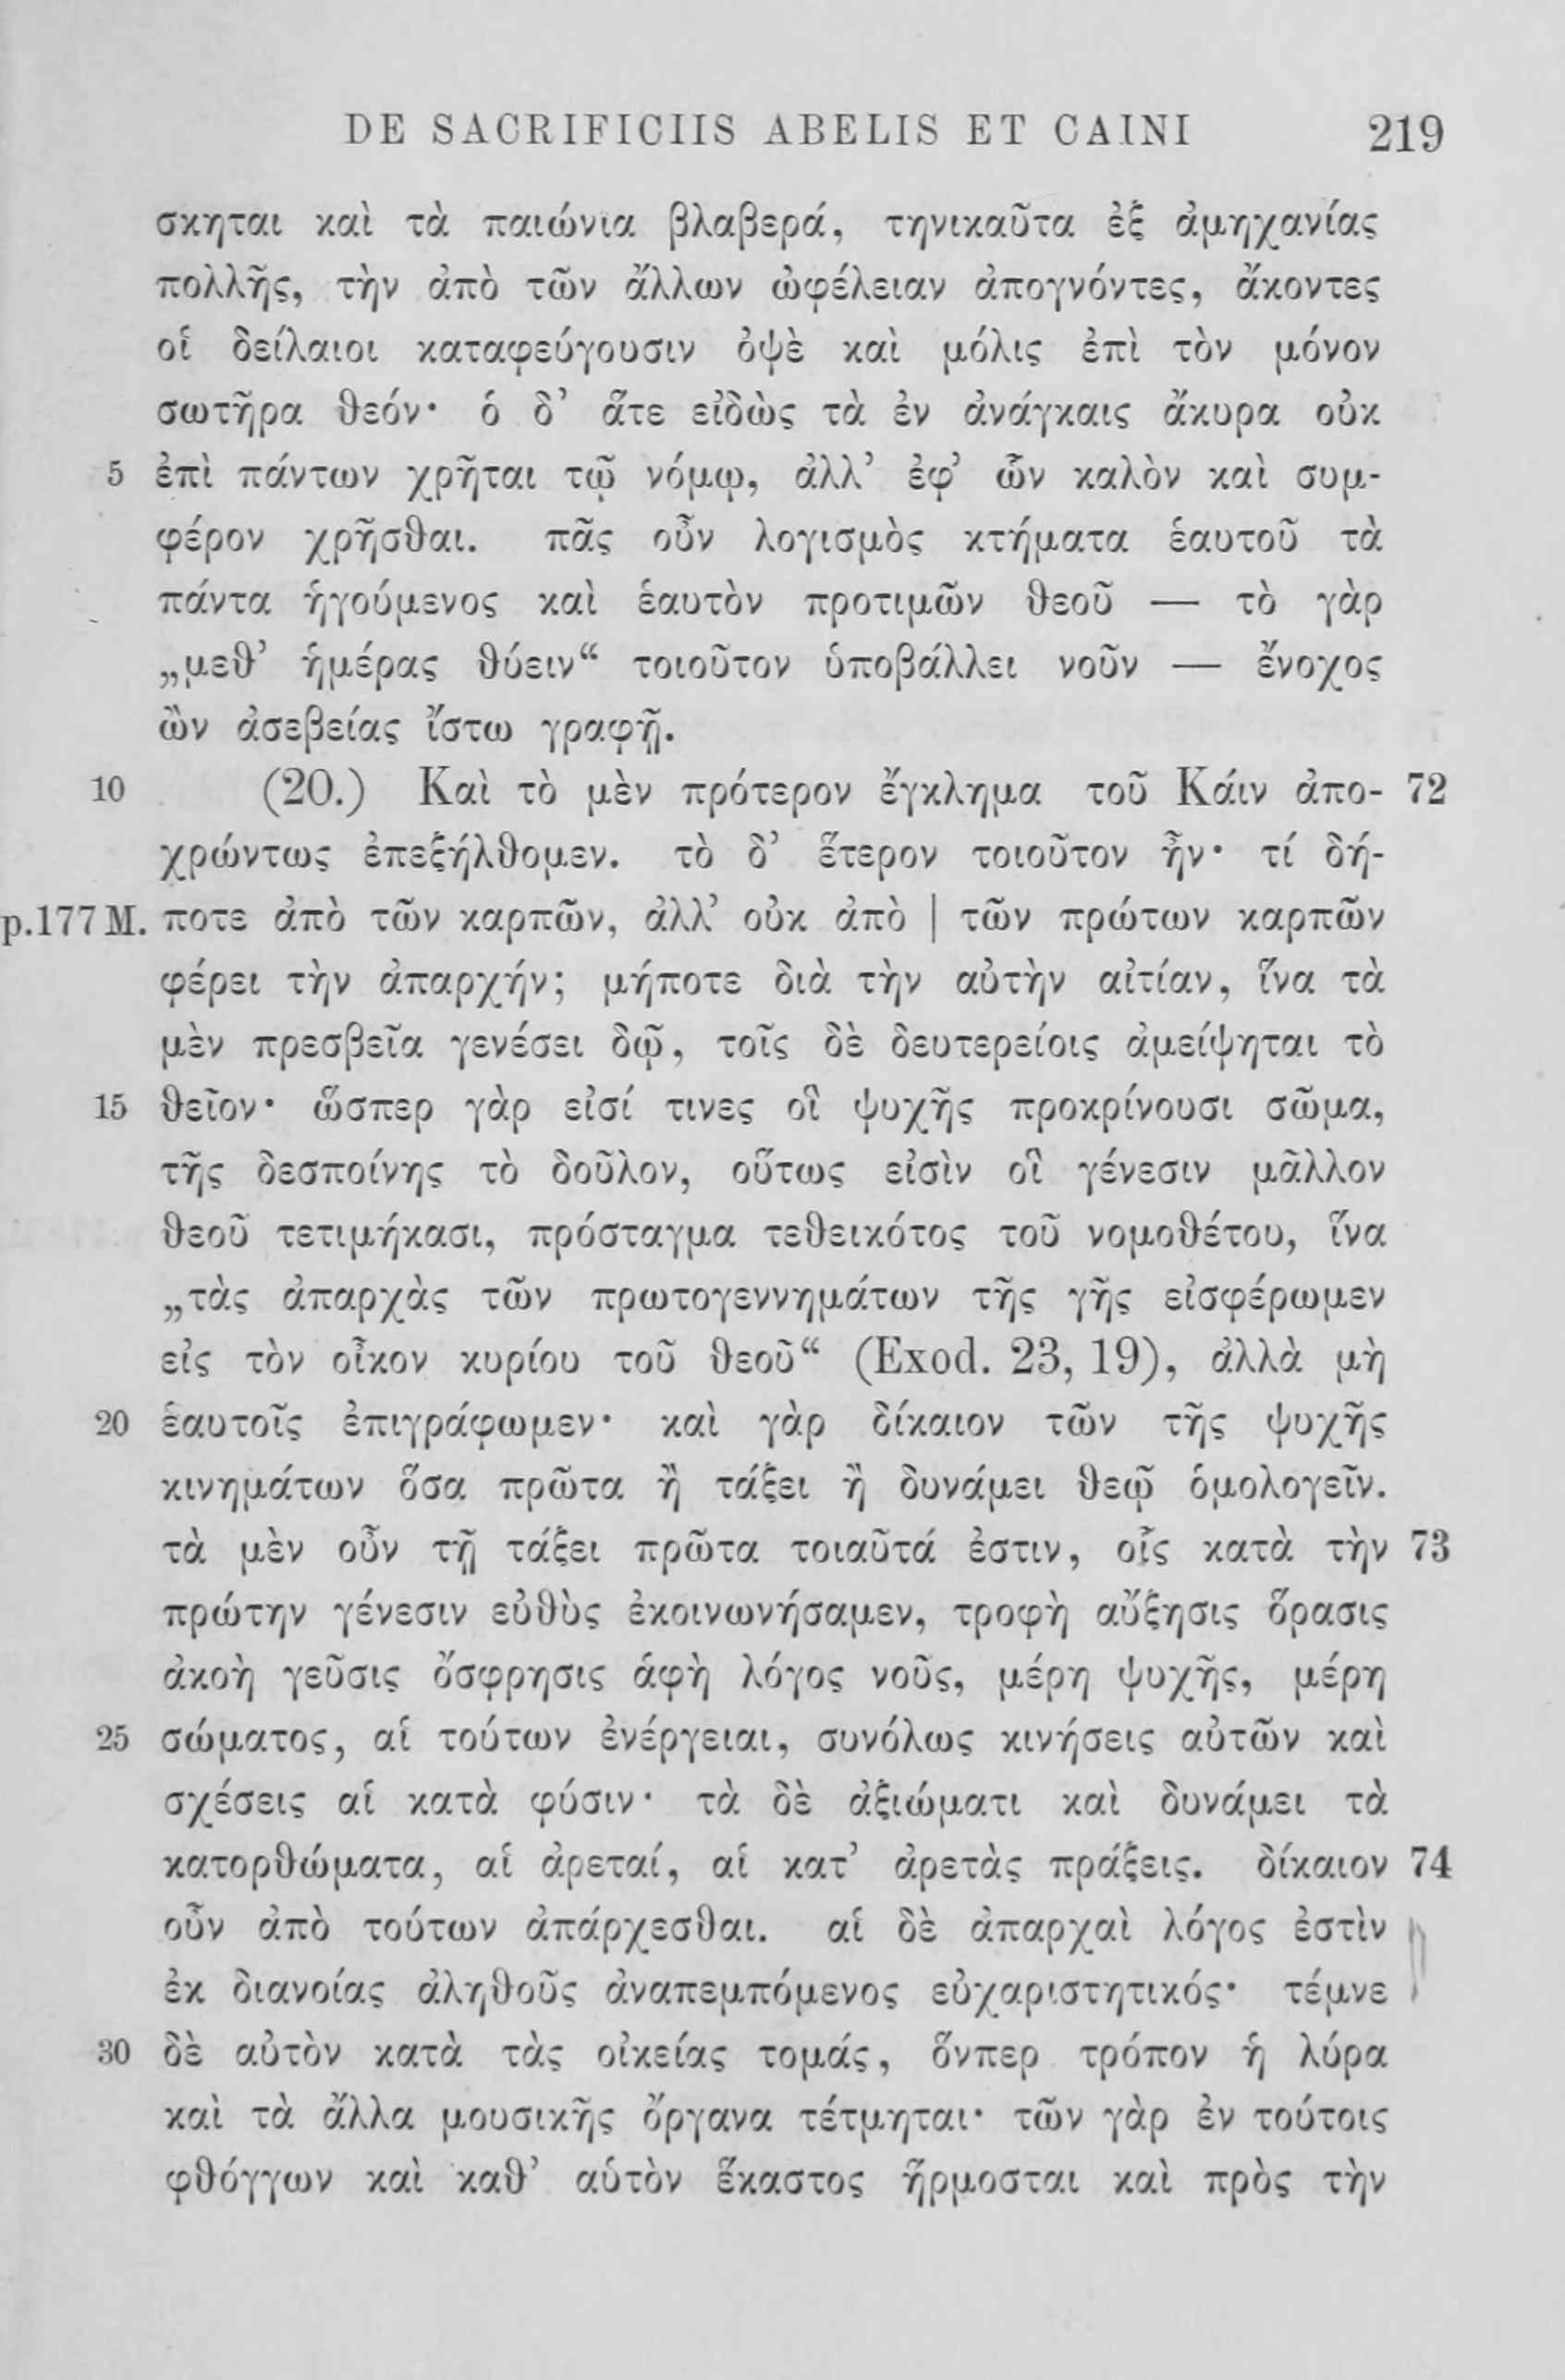 DE SACRIFICIIS ABELIS ET CAINI 219
σκηται καὶ τὰ παιώνια βλαβερά, τηνικαῦτα ἐξ ἀμηχανίας
πολλῆς, τὴν ἀπὸ τῶν ἄλλων ὠφέλειαν ἀπογνόντες, ἄκοντες
οἱ δείλαιοι καταφεύγουσιν ὀψὲ καὶ μόλις ἐπὶ τὸν μόνον
σωτῆρα θεόν· ὁ δ’ ἅτε εἰδὼς τὰ ἐν ἀνάγκαις ἄκυρα οὐκ
5 ἐπὶ πάντων χρῆται τῷ νόμῳ, ἀλλ’ ἐφ’ ὧν καλὸν καὶ συμ-
φέρον χρῆσθαι. πᾶς οὖν λογισμὸς κτήματα ἑαυτοῦ τὰ
πάντα ἡγούμενος καὶ ἑαυτὸν προτιμῶν θεοῦ — τὸ γὰρ
„μεθ’ ἡμέρας θύειν“ τοιοῦτον ὑποβάλλει νοῦν — ἔνοχος
ὢν ἀσεβείας ἴστω γραφῇ.
10 (20.) Καὶ τὸ μὲν πρότερον ἔγκλημα τοῦ Κάιν ἀπο- 72
χρώντως ἐπεξήλθομεν. τὸ δ’ ἕτερον τοιοῦτον ἦν· τί δή-
p.177 M. ποτε ἀπὸ τῶν καρπῶν, ἀλλ’ οὐκ ἀπὸ | τῶν πρώτων καρπῶν
φέρει τὴν ἀπαρχήν; μήποτε διὰ τὴν αὐτὴν αἰτίαν, ἵνα τὰ
μὲν πρεσβεῖα γενέσει δῷ, τοῖς δὲ δευτερείοις ἀμείψηται τὸ
15 θεῖον· ὥσπερ γὰρ εἰσί τινες οἳ ψυχῆς προκρίνουσι σῶμα,
τῆς δεσποίνης τὸ δοῦλον, οὕτως εἰσὶν οἳ γένεσιν μᾶλλον
θεοῦ τετιμήκασι, πρόσταγμα τεθεικότος τοῦ νομοθέτου, ἵνα
„τὰς ἀπαρχὰς τῶν πρωτογεννημάτων τῆς γῆς εἰσφέρωμεν
εἰς τὸν οἶκον κυρίου τοῦ θεοῦ“ (Exod. 23, 19), ἀλλὰ μὴ
20 ἑαυτοῖς ἐπιγράφωμεν· καὶ γὰρ δίκαιον τῶν τῆς ψυχῆς
κινημάτων ὅσα πρῶτα ἢ τάξει ἢ δυνάμει θεῷ ὁμολογεῖν.
τὰ μὲν οὖν τῇ τάξει πρῶτα τοιαῦτά ἐστιν, οἷς κατὰ τὴν 73
πρώτην γένεσιν εὐθὺς ἐκοινωνήσαμεν, τροφὴ αὔξησις ὅρασις
ἀκοὴ γεῦσις ὄσφρησις ἁφὴ λόγος νοῦς, μέρη ψυχῆς, μέρη
25 σώματος, αἱ τούτων ἐνέργειαι, συνόλως κινήσεις αὐτῶν καὶ
σχέσεις αἱ κατὰ φύσιν· τὰ δὲ ἀξιώματι καὶ δυνάμει τὰ
κατορθώματα, αἱ ἀρεταί, αἱ κατ’ ἀρετὰς πράξεις. δίκαιον 74
οὖν ἀπὸ τούτων ἀπάρχεσθαι. αἱ δὲ ἀπαρχαὶ λόγος ἐστὶν
ἐκ διανοίας ἀληθοῦς ἀναπεμπόμενος εὐχαριστητικός· τέμνε
30 δὲ αὐτὸν κατὰ τὰς οἰκείας τομάς, ὅνπερ τρόπον ἡ λύρα
καὶ τὰ ἄλλα μουσικῆς ὄργανα τέτμηται· τῶν γὰρ ἐν τούτοις
φθόγγων καὶ καθ’ αὑτὸν ἕκαστος ἥρμοσται καὶ πρὸς τὴν